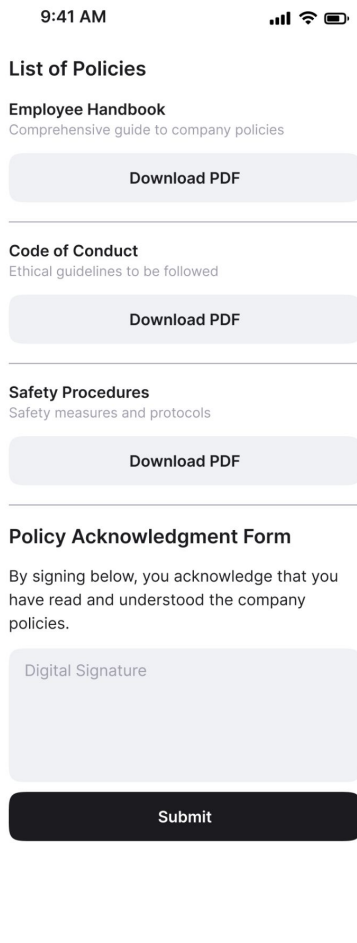 9:41 AM
List of Policies
Employee Handbook
Comprehensive guide to company policies
Download PDF
Code of Conduct
Ethical guidelines to be followed
Download PDF
Safety Procedures
Safety measures and protocols
Download PDF
Policy Acknowledgment Form
By signing below, you acknowledge that you
have read and understood the company
policies.
Digital Signature
Submit